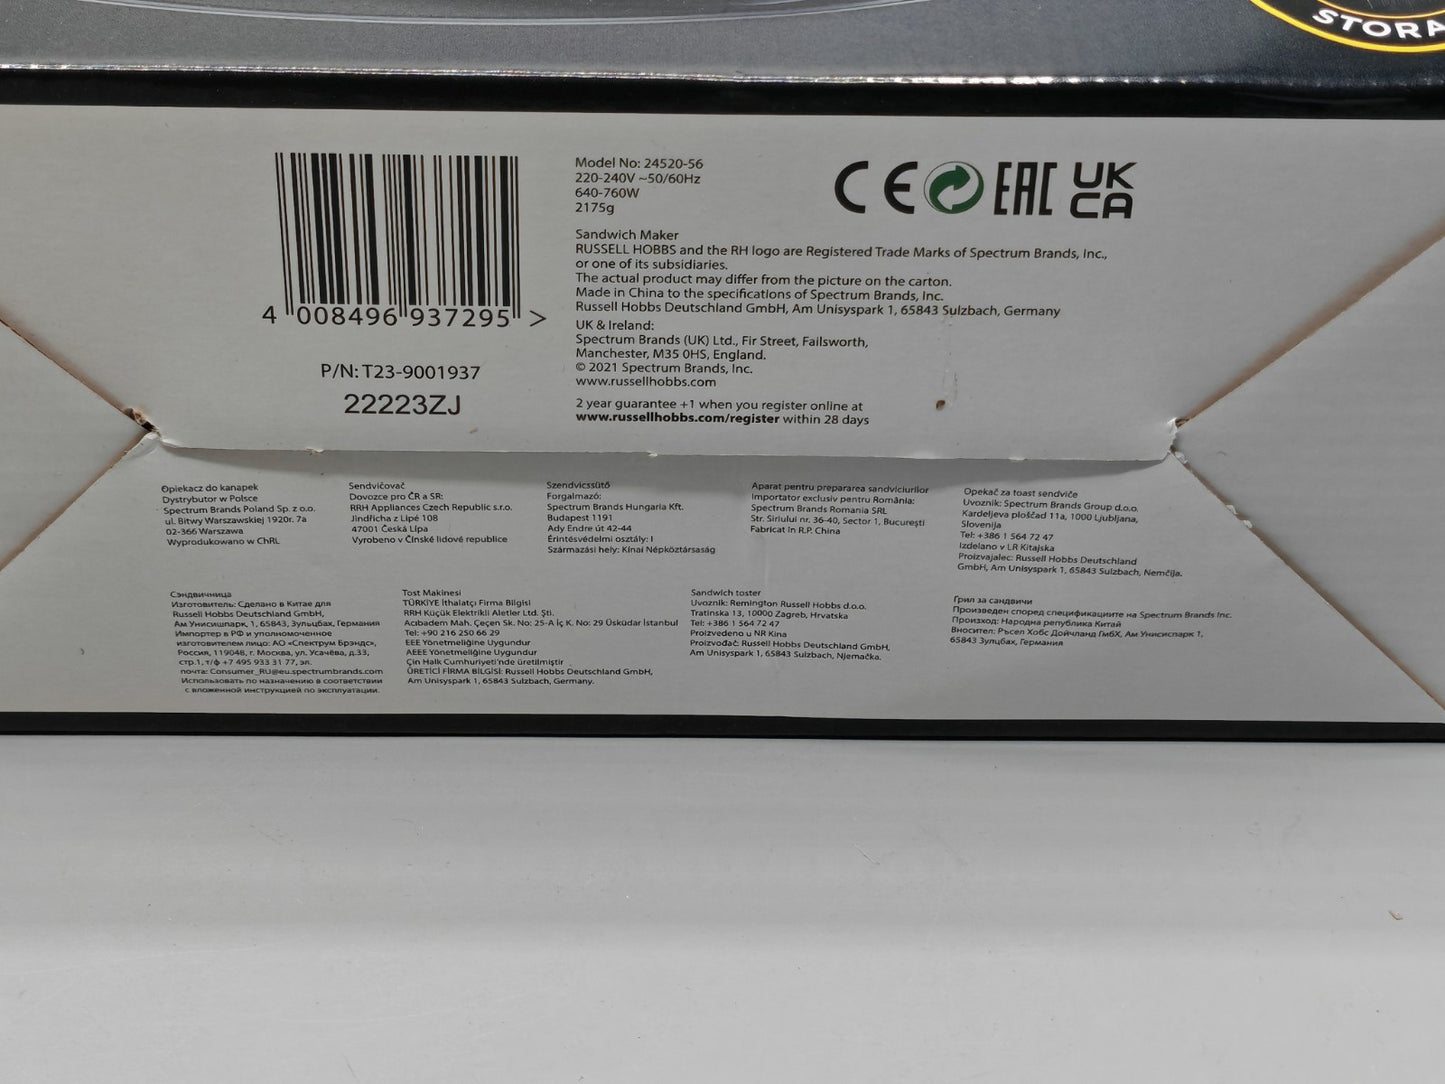 STORA
4 008496 937295 >
P/N: T23-9001937
22223ZJ
Model No: 24520-56
220-240V ~50/60Hz
640-760W
2175g
CE EAC UK
CA
Sandwich Maker
RUSSELL HOBBS and the RH logo are Registered Trade Marks of Spectrum Brands, Inc.,
or one of its subsidiaries.
The actual product may differ from the picture on the carton.
Made in China to the specifications of Spectrum Brands, Inc.
Russell Hobbs Deutschland GmbH, Am Unisyspark 1, 65843 Sulzbach, Germany
UK & Ireland:
Spectrum Brands (UK) Ltd., Fir Street, Failsworth,
Manchester, M35 0HS, England.
© 2021 Spectrum Brands, Inc.
www.russellhobbs.com
2 year guarantee +1 when you register online at
www.russellhobbs.com/register within 28 days
Opiekacz do kanapek
Dystrybutor w Polsce
Spectrum Brands Poland Sp. z o.o.
ul. Bitwy Warszawskiej 1920r. 7a
02-366 Warszawa
Wyprodukowano w ChRL
Sendvičovač
Dovozce pro ČR a SR:
RRH Appliances Czech Republic s.r.o.
Jindřicha z Lipé 108
47001 Česká Lípa
Vyrobeno v Čínské lidové republice
Szendvicssütő
Forgalmazó:
Spectrum Brands Hungaria Kft.
Budapest 1191
Ady Endre út 42-44
Érintésvédelmi osztály: I
Származási hely: Kínai Népköztársaság
Aparat pentru prepararea sandviciurilor
Importator exclusiv pentru România:
Spectrum Brands Romania SRL
Str. Siriului nr. 36-40, Sector 1, Bucureşti
Fabricat în R.P. China
Opekač za toast sendviče
Uvoznik: Spectrum Brands Group d.o.o.
Kardeljeva ploščad 11a, 1000 Ljubljana,
Slovenija
Tel: +386 1 564 72 47
Izdelano v LR Kitajska
Proizvajalec: Russell Hobbs Deutschland
GmbH, Am Unisyspark 1, 65843 Sulzbach, Nemčija.
Сэндвичница
Изготовитель: Сделано в Китае для
Russell Hobbs Deutschland GmbH,
Ам Унисишпарк 1, 65843, Зульцбах, Германия
Импортер в РФ и уполномоченное
изготовителем лицо: АО «Спектрум Брэндс»,
Россия, 119048, г. Москва, ул. Усачёва, д.33,
стр.1, т/ф +7 495 933 31 77, эл.
почта: Consumer_RU@eu.spectrumbrands.com
Использовать по назначению в соответствии
с вложенной инструкцией по эксплуатации.
Tost Makinesi
TÜRKİYE İthalatçı Firma Bilgisi
RRH Küçük Elektrikli Aletler Ltd. Şti.
Acıbadem Mah. Çeçen Sk. No: 25-A İç K. No: 29 Üsküdar İstanbul
Tel: +90 216 250 66 29
EEE Yönetmeliğine Uygundur
AEEE Yönetmeliğine Uygundur
Çin Halk Cumhuriyeti'nde üretilmiştir
ÜRETİCİ FİRMA BİLGİSİ: Russell Hobbs Deutschland GmbH,
Am Unisyspark 1, 65843 Sulzbach, Germany.
Sandwich toster
Uvoznik: Remington Russell Hobbs d.o.o.
Tratinska 13, 10000 Zagreb, Hrvatska
Tel: +386 1 564 72 47
Proizvedeno u NR Kina
Proizvođač: Russell Hobbs Deutschland GmbH,
Am Unisyspark 1, 65843 Sulzbach, Njemačka.
Грил за сандвичи
Произведен според спецификациите на Spectrum Brands Inc.
Произход: Народна република Китай
Вносител: Ръсел Хобс Дойчланд ГмбХ, Ам Унисиспарк 1,
65843 Зулцбах, Германия